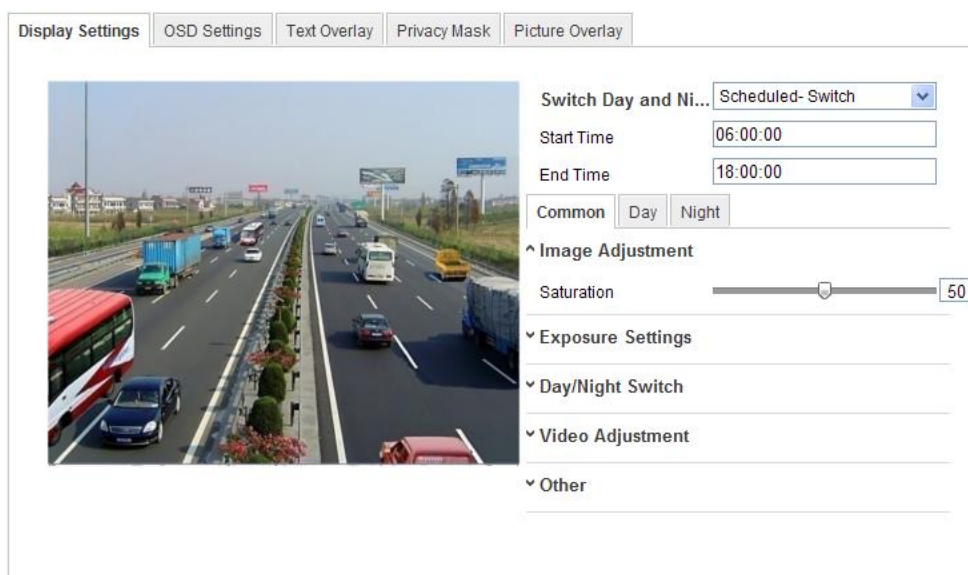 Display Settings OSD Settings Text Overlay Privacy Mask Picture Overlay
Switch Day and Ni... Scheduled- Switch
Start Time 06:00:00
End Time 18:00:00
Common Day Night
Image Adjustment
Saturation 50
Exposure Settings
Day/Night Switch
Video Adjustment
Other